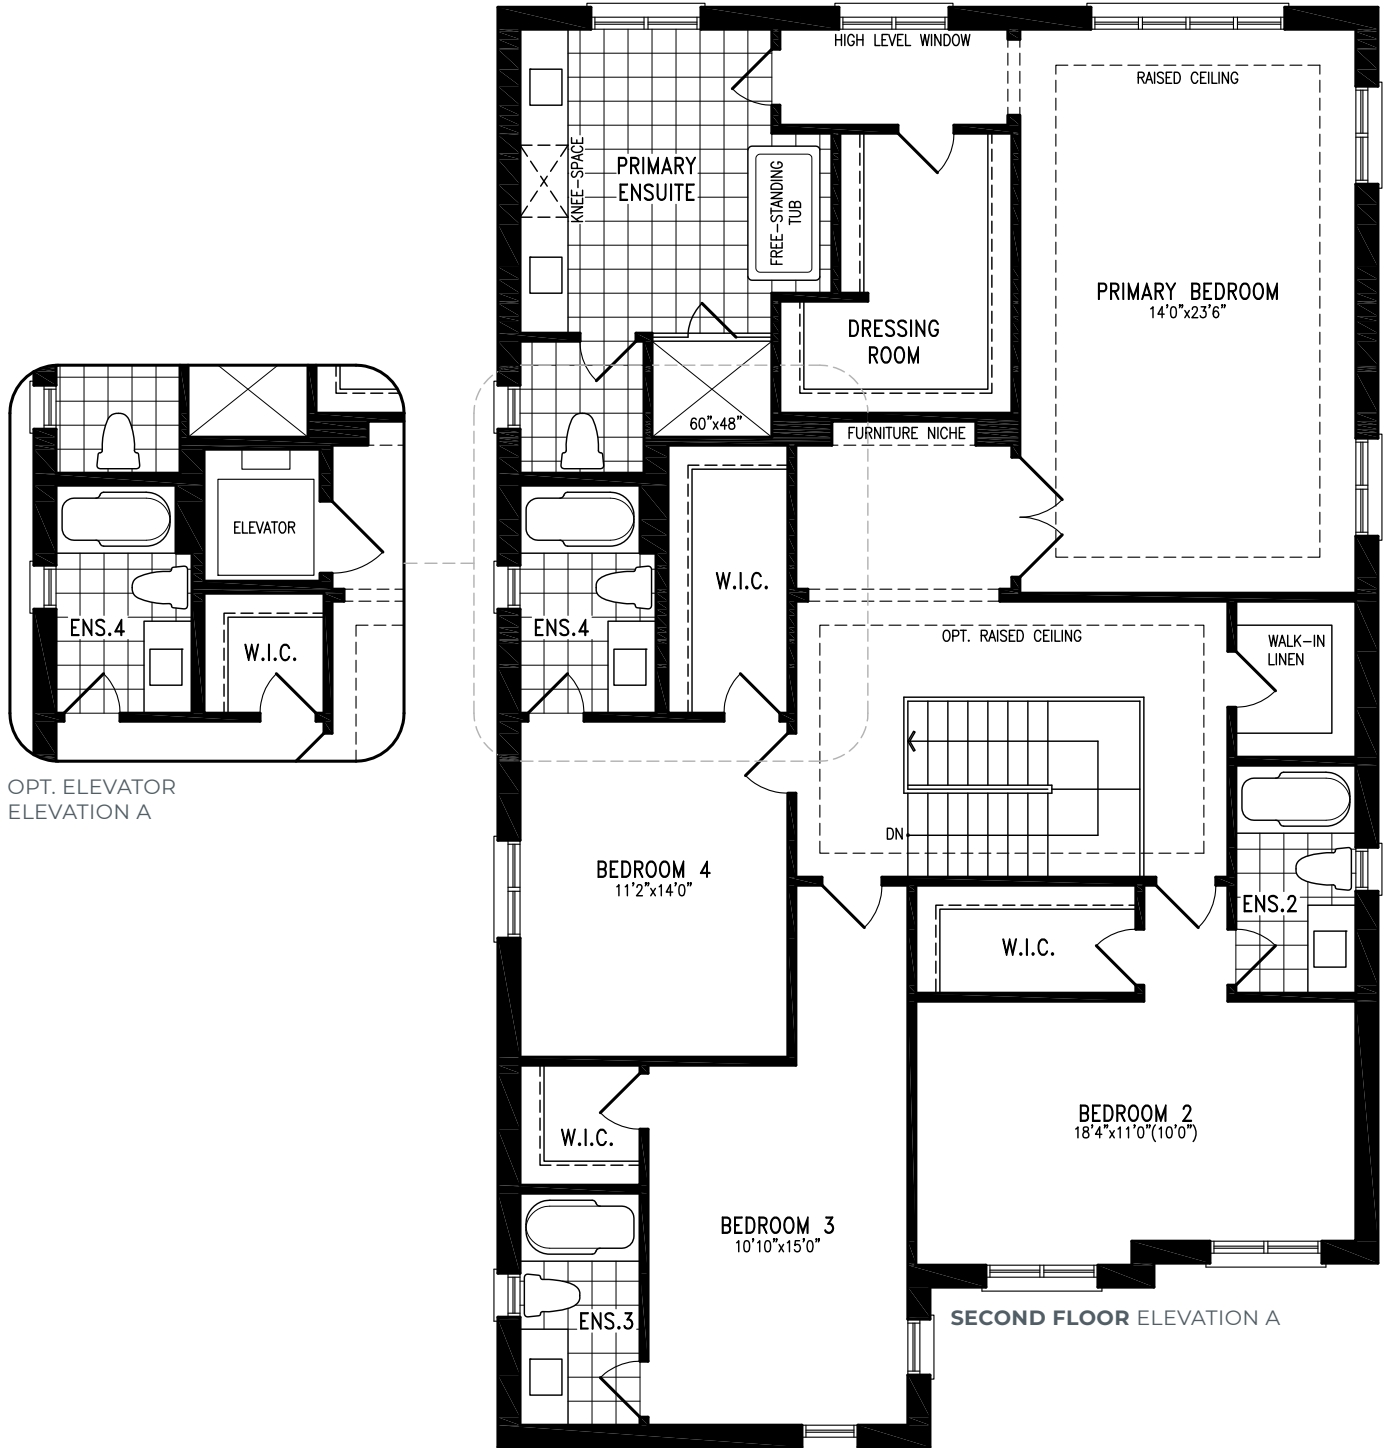 HIGH LEVEL WINDOW
RAISED CEILING
KNEE-SPACE
PRIMARY
ENSUITE
FREE-STANDING
TUB
PRIMARY BEDROOM
14'0"x23'6"
DRESSING
ROOM
60"x48"
FURNITURE NICHE
ELEVATOR
W.I.C.
ENS.4
W.I.C.
ENS.4
OPT. RAISED CEILING
WALK-IN
LINEN
OPT. ELEVATOR
ELEVATION A
DN
BEDROOM 4
11'2"x14'0"
ENS.2
W.I.C.
BEDROOM 2
18'4"x11'0"(10'0")
W.I.C.
BEDROOM 3
10'10"x15'0"
ENS.3
SECOND FLOOR ELEVATION A